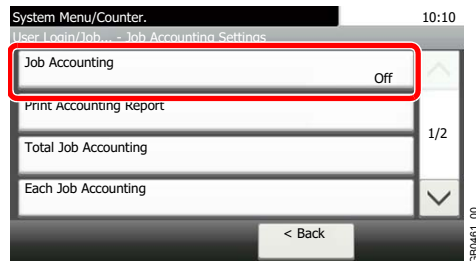 System Menu/Counter.
10:10
User Login/Job... - Job Accounting Settings
Job Accounting
Off
Print Accounting Report
1/2
Total Job Accounting
Each Job Accounting
< Back
GB0461_00